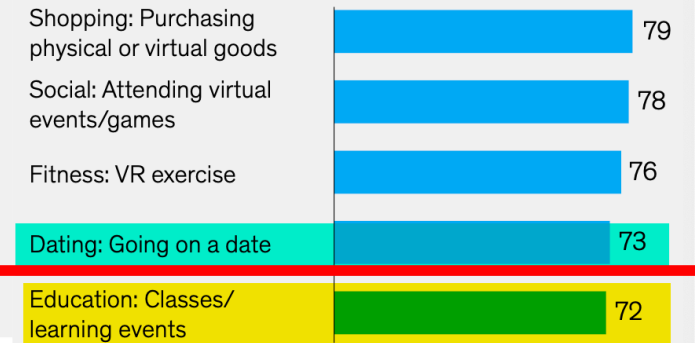 Shopping: Purchasing
physical or virtual goods
79
Social: Attending virtual
events/games
78
Fitness: VR exercise
76
Dating: Going on a date
73
Education: Classes/
learning events
72